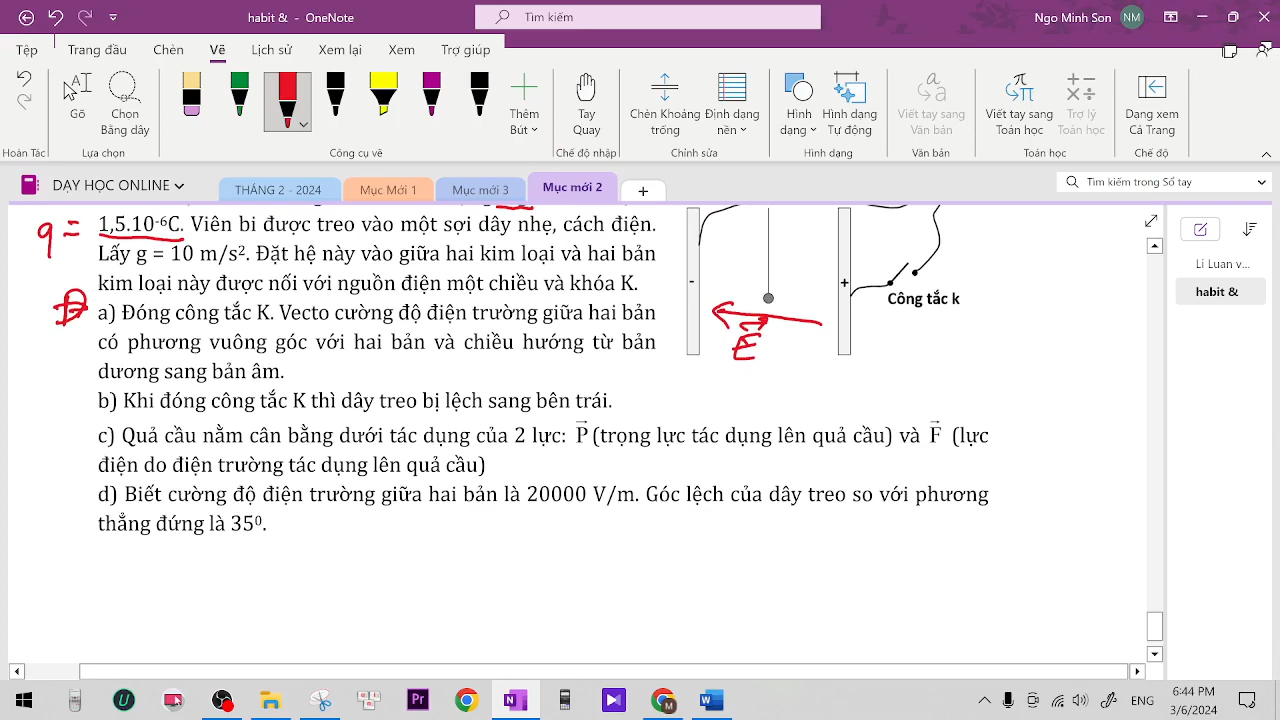 habit & - OneNote
Tìm kiếm
Ngo Minh Son
NM
Tệp Trang đầu Chèn Vẽ Lịch sử Xem lại Xem Trợ giúp
Gõ
Chọn Bằng dây
Thêm Bút
Tay Quay
Chèn Khoảng trống
Định dạng nền
Hình dạng
Hình dạng Tự động
Viết tay sang Văn bản
Viết tay sang Toán học
Trợ lý Toán học
Dạng xem Cả Trang
Hoàn Tác Lựa chọn Công cụ vẽ Chế độ nhập Chỉnh sửa Hình dạng Văn bản Toán học Chế độ
DẠY HỌC ONLINE
THÁNG 2 - 2024 Mục Mới 1 Mục mới 3 Mục mới 2 +
Tìm kiếm trong Sổ tay
Li Luan v...
habit &
q = 1,5.10⁻⁶C. Viên bi được treo vào một sợi dây nhẹ, cách điện.
Lấy g = 10 m/s². Đặt hệ này vào giữa hai kim loại và hai bản
kim loại này được nối với nguồn điện một chiều và khóa K.
Đ
a) Đóng công tắc K. Vecto cường độ điện trường giữa hai bản
có phương vuông góc với hai bản và chiều hướng từ bản
dương sang bản âm.
b) Khi đóng công tắc K thì dây treo bị lệch sang bên trái.
c) Quả cầu nằm cân bằng dưới tác dụng của 2 lực: P⃗ (trọng lực tác dụng lên quả cầu) và F⃗ (lực
điện do điện trường tác dụng lên quả cầu)
d) Biết cường độ điện trường giữa hai bản là 20000 V/m. Góc lệch của dây treo so với phương
thẳng đứng là 35⁰.
-
+
Công tắc k
E⃗
ENG
6:44 PM
3/6/2024